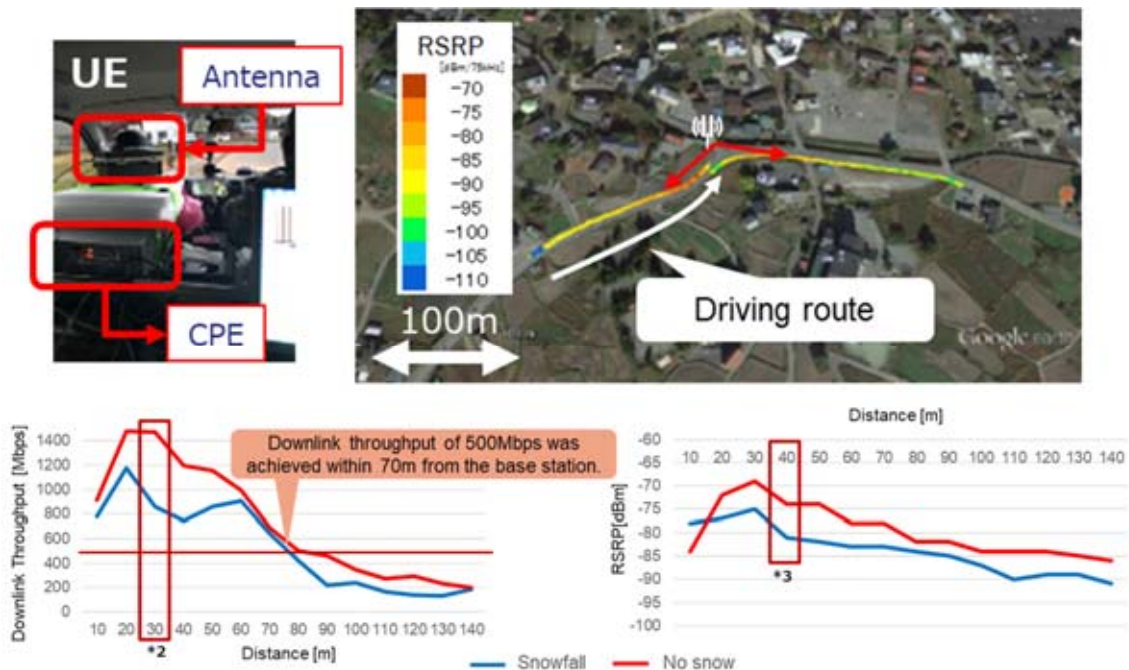 UE
Antenna
CPE
RSRP
[dBm/75kHz]
-70
-75
-80
-85
-90
-95
-100
-105
-110
100m
Driving route
Google
Downlink Throughput [Mbps]
1400
1200
1000
800
600
400
200
0
10 20 30 40 50 60 70 80 90 100 110 120 130 140
*2
Distance [m]
Downlink throughput of 500Mbps was
achieved within 70m from the base station.
Distance [m]
RSRP[dBm]
-60
-65
-70
-75
-80
-85
-90
-95
-100
10 20 30 40 50 60 70 80 90 100 110 120 130 140
*3
Snowfall
No snow